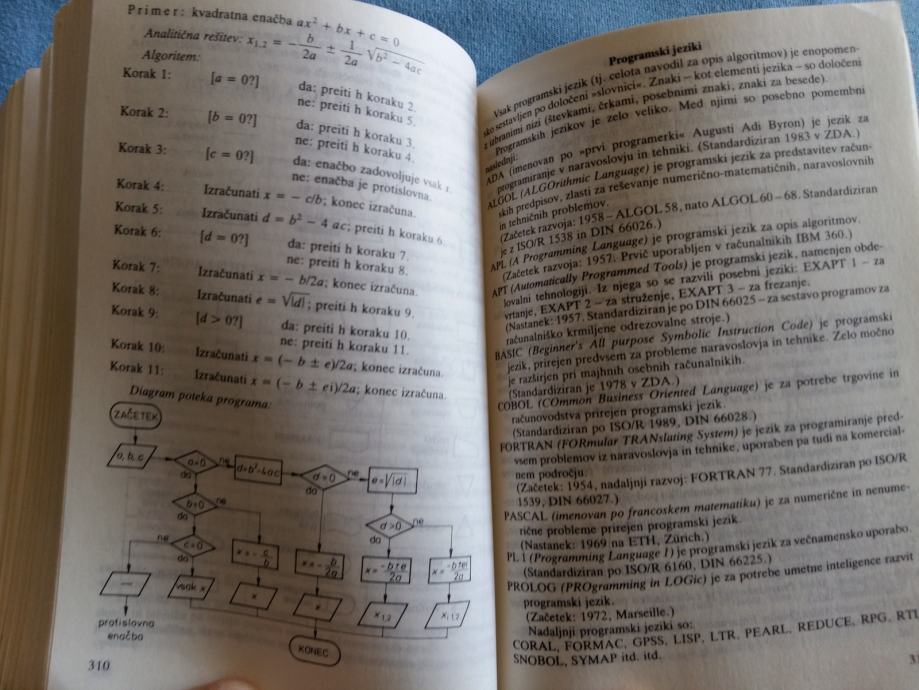 Primer: kvadratna enačba ax² + bx + c = 0
Analitična rešitev: x₁,₂ = − b/2a ± 1/2a √b² − 4ac
Algoritem:
Korak 1: [a = 0?] da: preiti h koraku 2.
ne: preiti h koraku 5.
Korak 2: [b = 0?] da: preiti h koraku 3.
ne: preiti h koraku 4.
Korak 3: [c = 0?] da: enačbo zadovoljuje vsak x.
ne: enačba je protislovna.
Korak 4: Izračunati x = − c/b; konec izračuna.
Korak 5: Izračunati d = b² − 4 ac; preiti h koraku 6.
Korak 6: [d = 0?] da: preiti h koraku 7.
ne: preiti h koraku 8.
Korak 7: Izračunati x = − b/2a; konec izračuna.
Korak 8: Izračunati e = √|d|; preiti h koraku 9.
Korak 9: [d > 0?] da: preiti h koraku 10.
ne: preiti h koraku 11.
Korak 10: Izračunati x = (− b ± e)/2a; konec izračuna.
Korak 11: Izračunati x = (− b ± ei)/2a; konec izračuna.
Diagram poteka programa:
ZAČETEK
a, b, c
a=0
ne
da
d=b²-4ac
d=0
ne
da
e=√|d|
b=0
ne
da
d>0
ne
da
c=0
ne
da
x=-c/b
x=-b/2a
x=-b±e/2a
x=-b±ei/2a
—
vsak x
x
x
x₁,₂
x₁,₂
protislovna
enačba
KONEC
310
Programski jeziki
Vsak programski jezik (tj. celota navodil za opis algoritmov) je enopomen-
sko sestavljen po določeni »slovnici«. Znaki – kot elementi jezika – so določeni
z izbranimi nizi (števkami, črkami, posebnimi znaki, znaki za besede).
Programskih jezikov je zelo veliko. Med njimi so posebno pomembni
naslednji:
ADA (imenovan po »prvi programerki« Augusti Adi Byron) je jezik za
programiranje v naravoslovju in tehniki. (Standardiziran 1983 v ZDA.)
ALGOL (ALGOrithmic Language) je programski jezik za predstavitev račun-
skih predpisov, zlasti za reševanje numerično-matematičnih, naravoslovnih
in tehničnih problemov.
(Začetek razvoja: 1958 – ALGOL 58, nato ALGOL 60 – 68. Standardiziran
je z ISO/R 1538 in DIN 66026.)
APL (A Programming Language) je programski jezik za opis algoritmov.
(Začetek razvoja: 1957. Prvič uporabljen v računalnikih IBM 360.)
APT (Automatically Programmed Tools) je programski jezik, namenjen obde-
lovalni tehnologiji. Iz njega so se razvili posebni jeziki: EXAPT 1 – za
vrtanje, EXAPT 2 – za struženje, EXAPT 3 – za frezanje.
(Nastanek: 1957. Standardiziran je po DIN 66025 – za sestavo programov za
računalniško krmiljene odrezovalne stroje.)
BASIC (Beginner's All purpose Symbolic Instruction Code) je programski
jezik, prirejen predvsem za probleme naravoslovja in tehnike. Zelo močno
je razširjen pri majhnih osebnih računalnikih.
(Standardiziran je 1978 v ZDA.)
COBOL (COmmon Business Oriented Language) je za potrebe trgovine in
računovodstva prirejen programski jezik.
(Standardiziran po ISO/R 1989, DIN 66028.)
FORTRAN (FORmular TRANslating System) je jezik za programiranje pred-
vsem problemov iz naravoslovja in tehnike, uporaben pa tudi na komercial-
nem področju.
(Začetek: 1954, nadaljnji razvoj: FORTRAN 77. Standardiziran po ISO/R
1539, DIN 66027.)
PASCAL (imenovan po francoskem matematiku) je za numerične in nenume-
rične probleme prirejen programski jezik.
(Nastanek: 1969 na ETH, Zürich.)
PL 1 (Programming Language 1) je programski jezik za večnamensko uporabo.
(Standardiziran po ISO/R 6160, DIN 66225.)
PROLOG (PROgramming in LOGic) je za potrebe umetne inteligence razvit
programski jezik.
(Začetek: 1972, Marseille.)
Nadaljnji programski jeziki so:
CORAL, FORMAC, GPSS, LISP, LTR, PEARL, REDUCE, RPG, RTL
SNOBOL, SYMAP itd. itd.